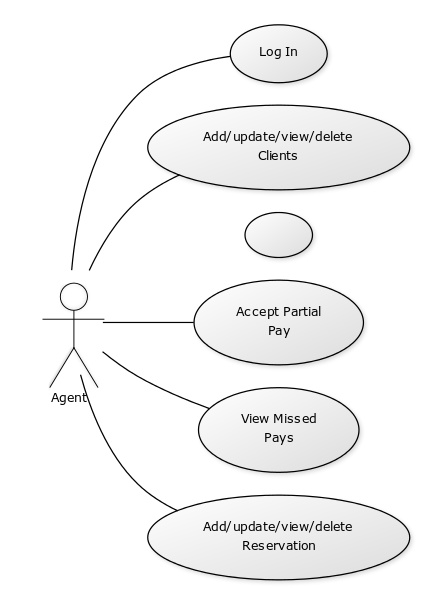 Log In
Add/update/view/delete
Clients
Accept Partial
Pay
Agent
View Missed
Pays
Add/update/view/delete
Reservation